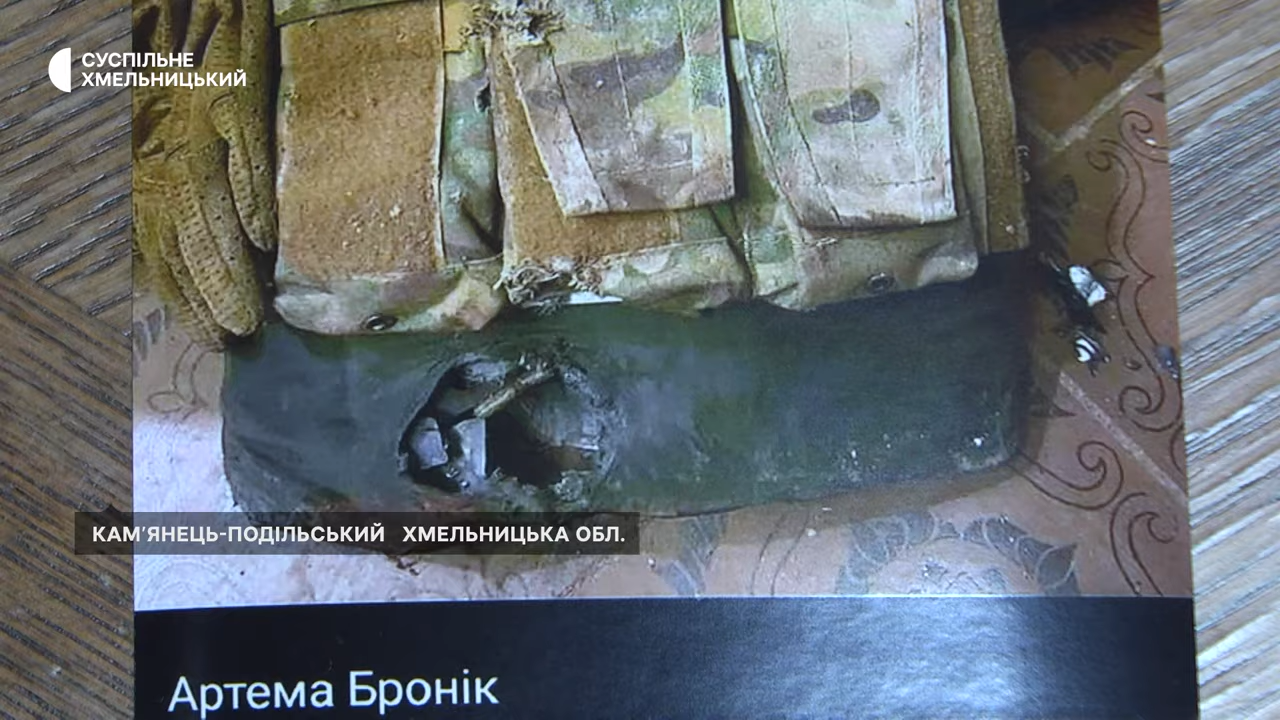 СУСПІЛЬНЕ
ХМЕЛЬНИЦЬКИЙ
КАМ'ЯНЕЦЬ-ПОДІЛЬСЬКИЙ ХМЕЛЬНИЦЬКА ОБЛ.
Артема Бронік